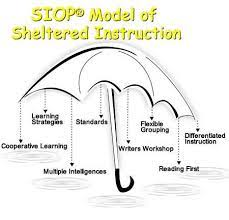 SIOP® Model of
Sheltered Instruction
Learning
Strategies
Standards
Flexible
Grouping
Differentiated
Instruction
Cooperative Learning
Writers Workshop
Multiple Intelligences
Reading First